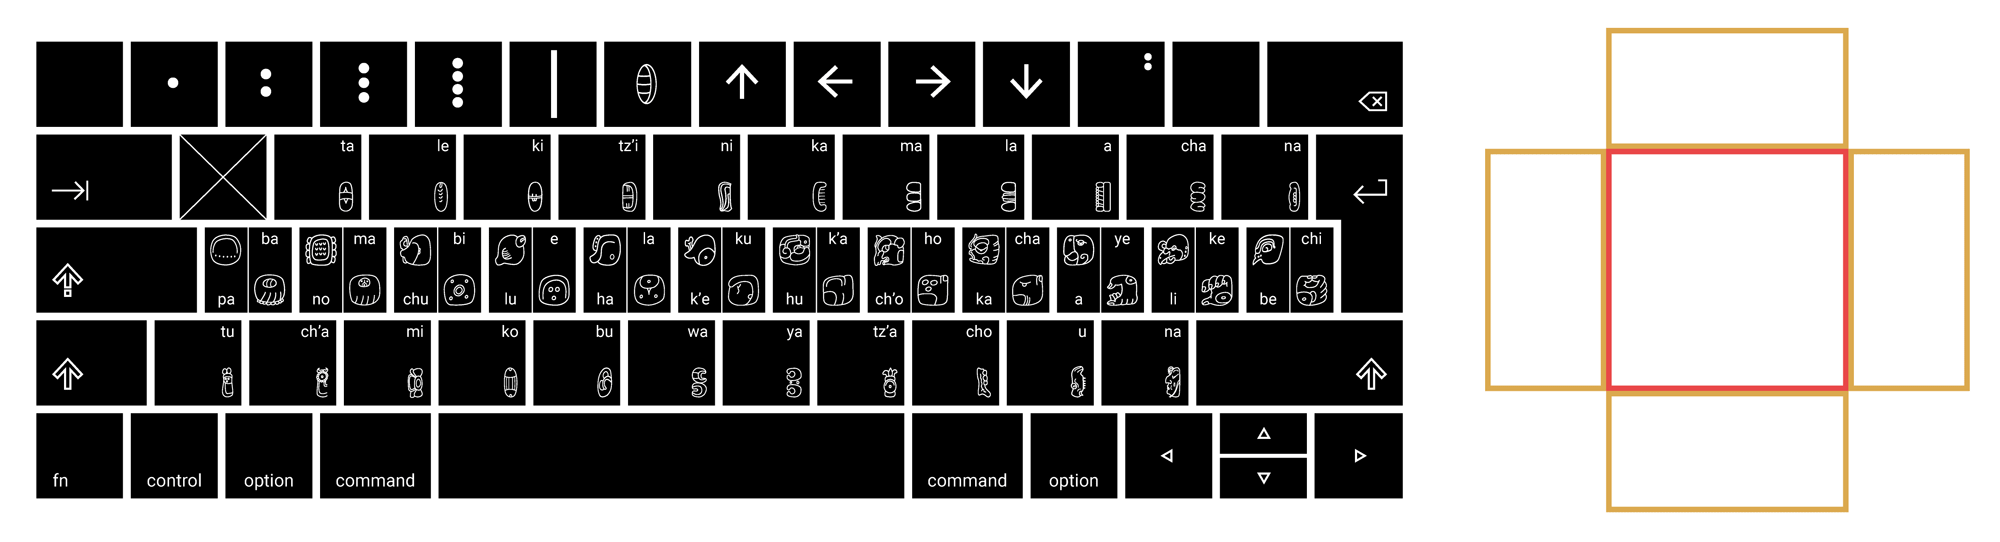 ta le ki tz’i ni ka ma la a cha na
ba ma bi e la ku k’a ho cha ye ke chi
pa no chu lu ha k’e hu ch’o ka a li be
tu ch’a mi ko bu wa ya tz’a cho u na
fn control option command command option